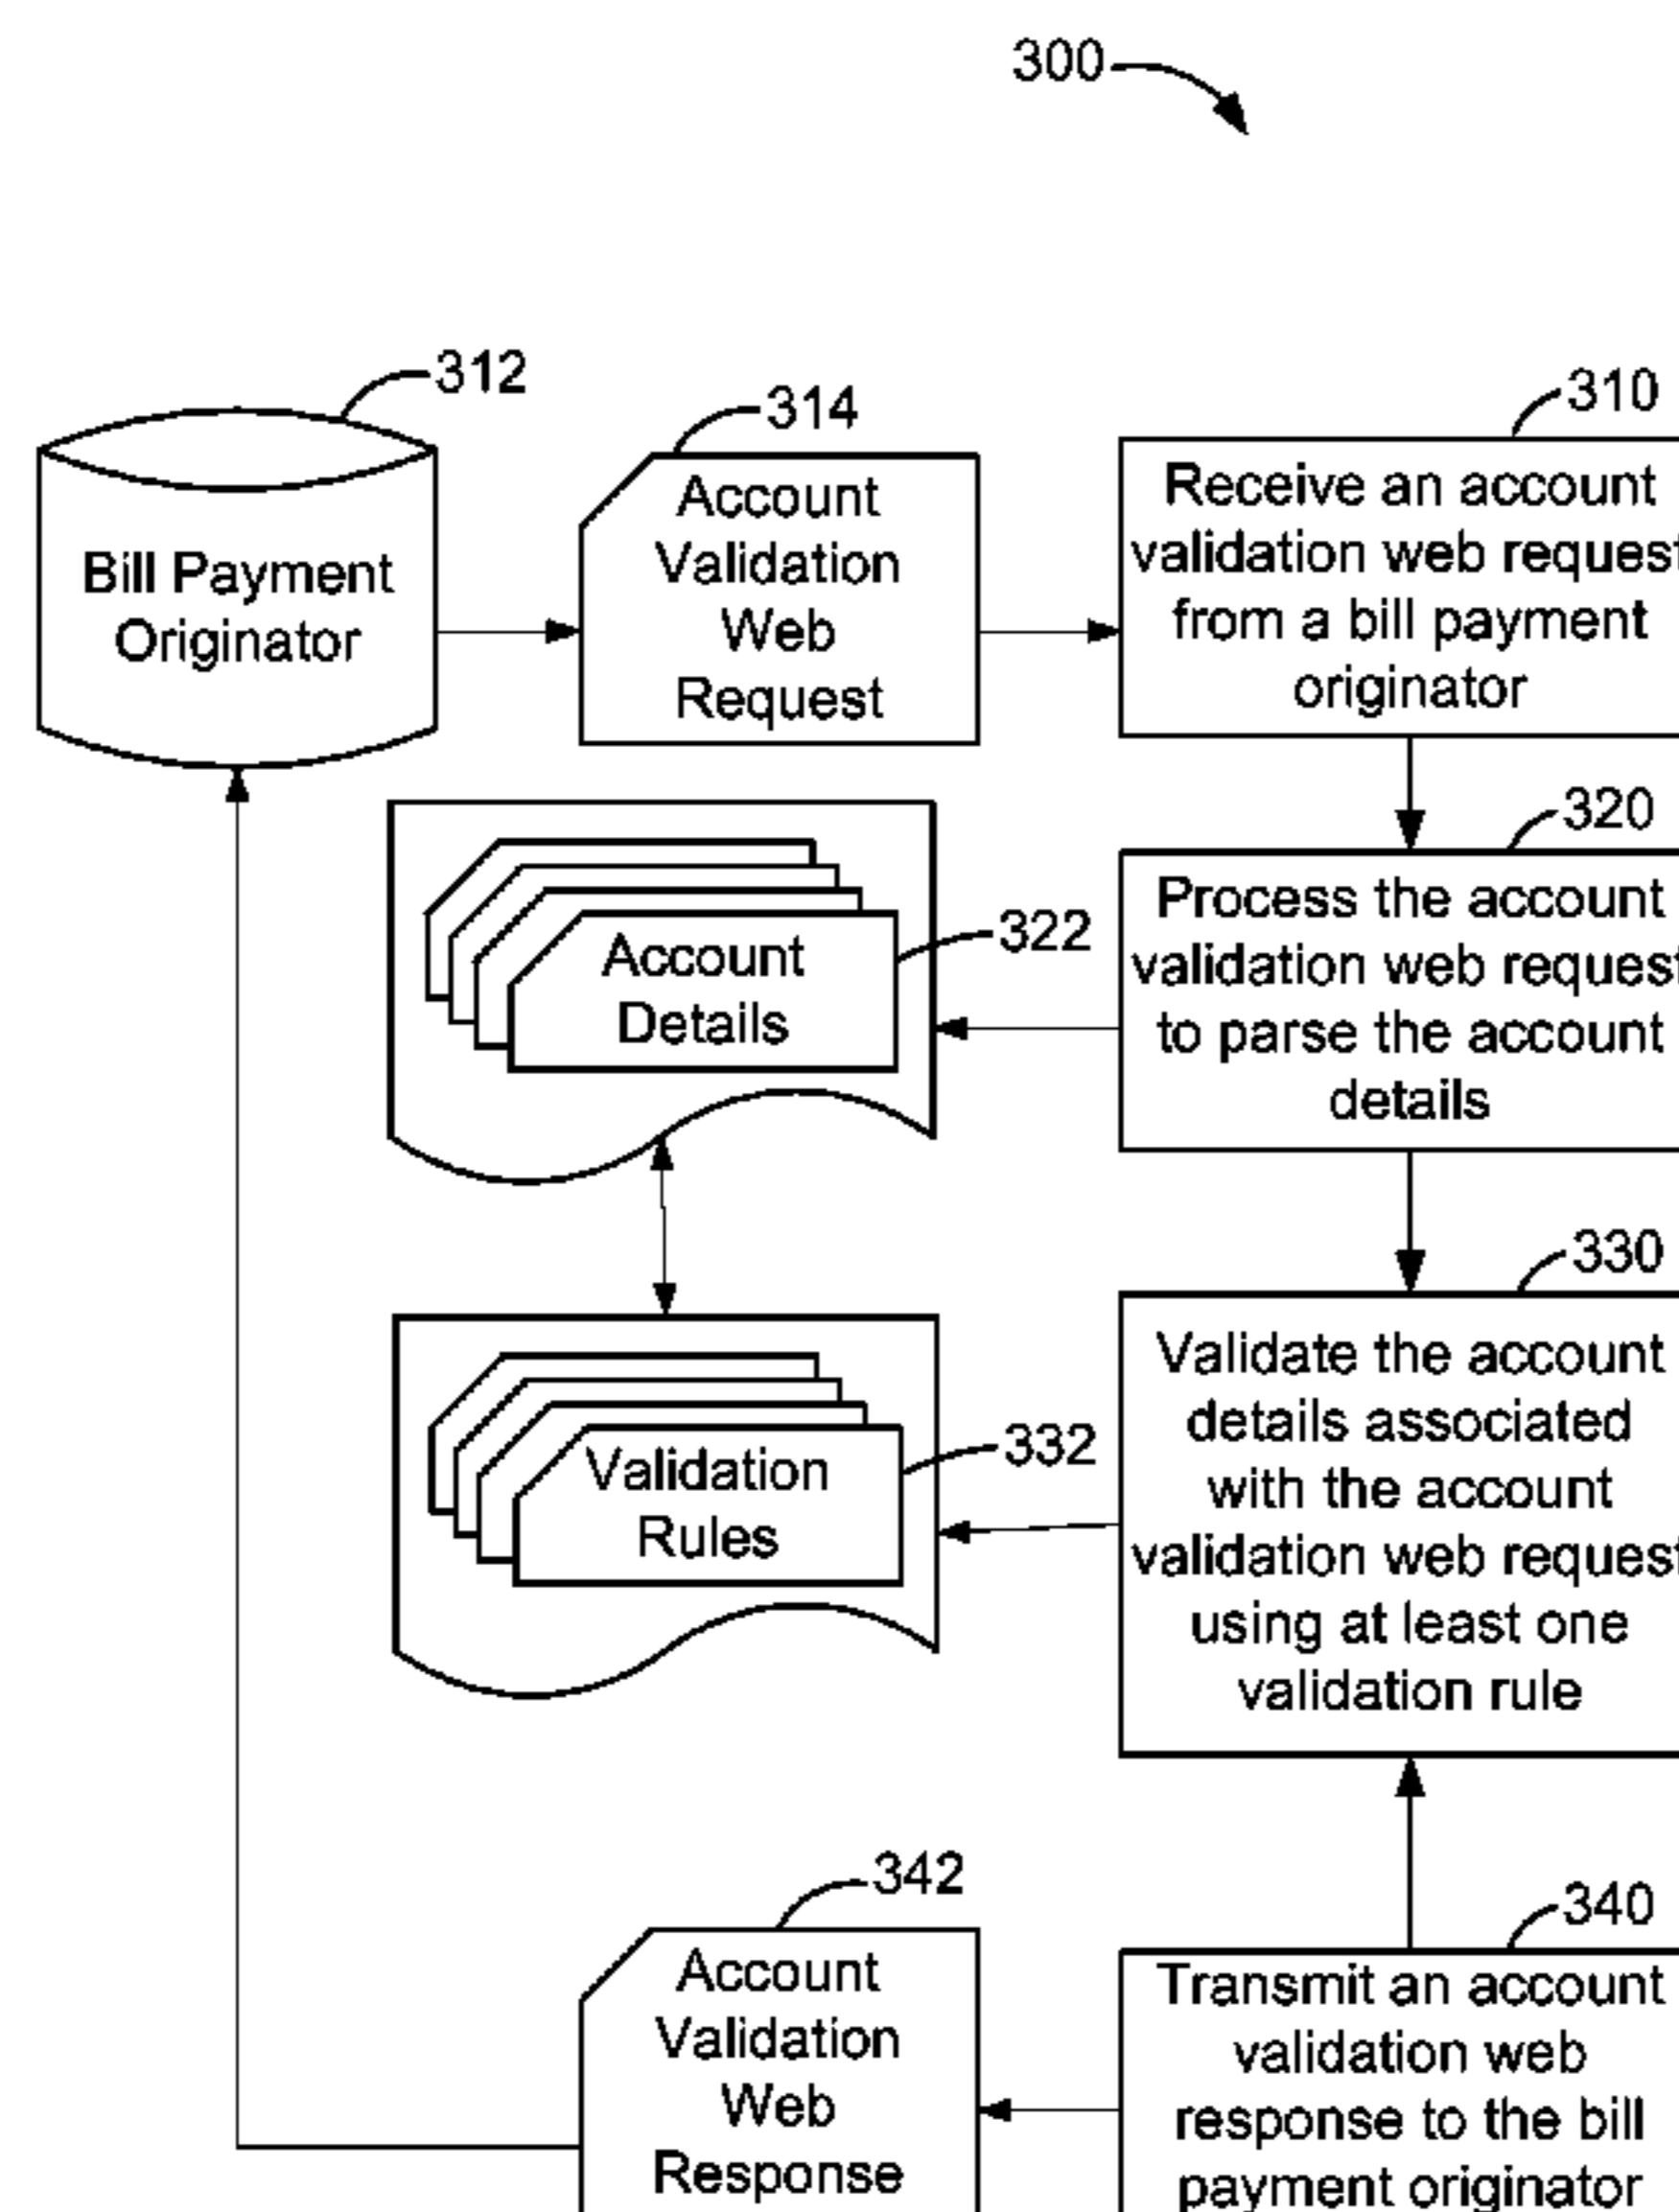 300
312
314
310
Bill Payment
Originator
Account
Validation
Web
Request
Receive an account
validation web request
from a bill payment
originator
320
322
Account
Details
Process the account
validation web request
to parse the account
details
330
332
Validation
Rules
Validate the account
details associated
with the account
validation web request
using at least one
validation rule
342
340
Account
Validation
Web
Response
Transmit an account
validation web
response to the bill
payment originator